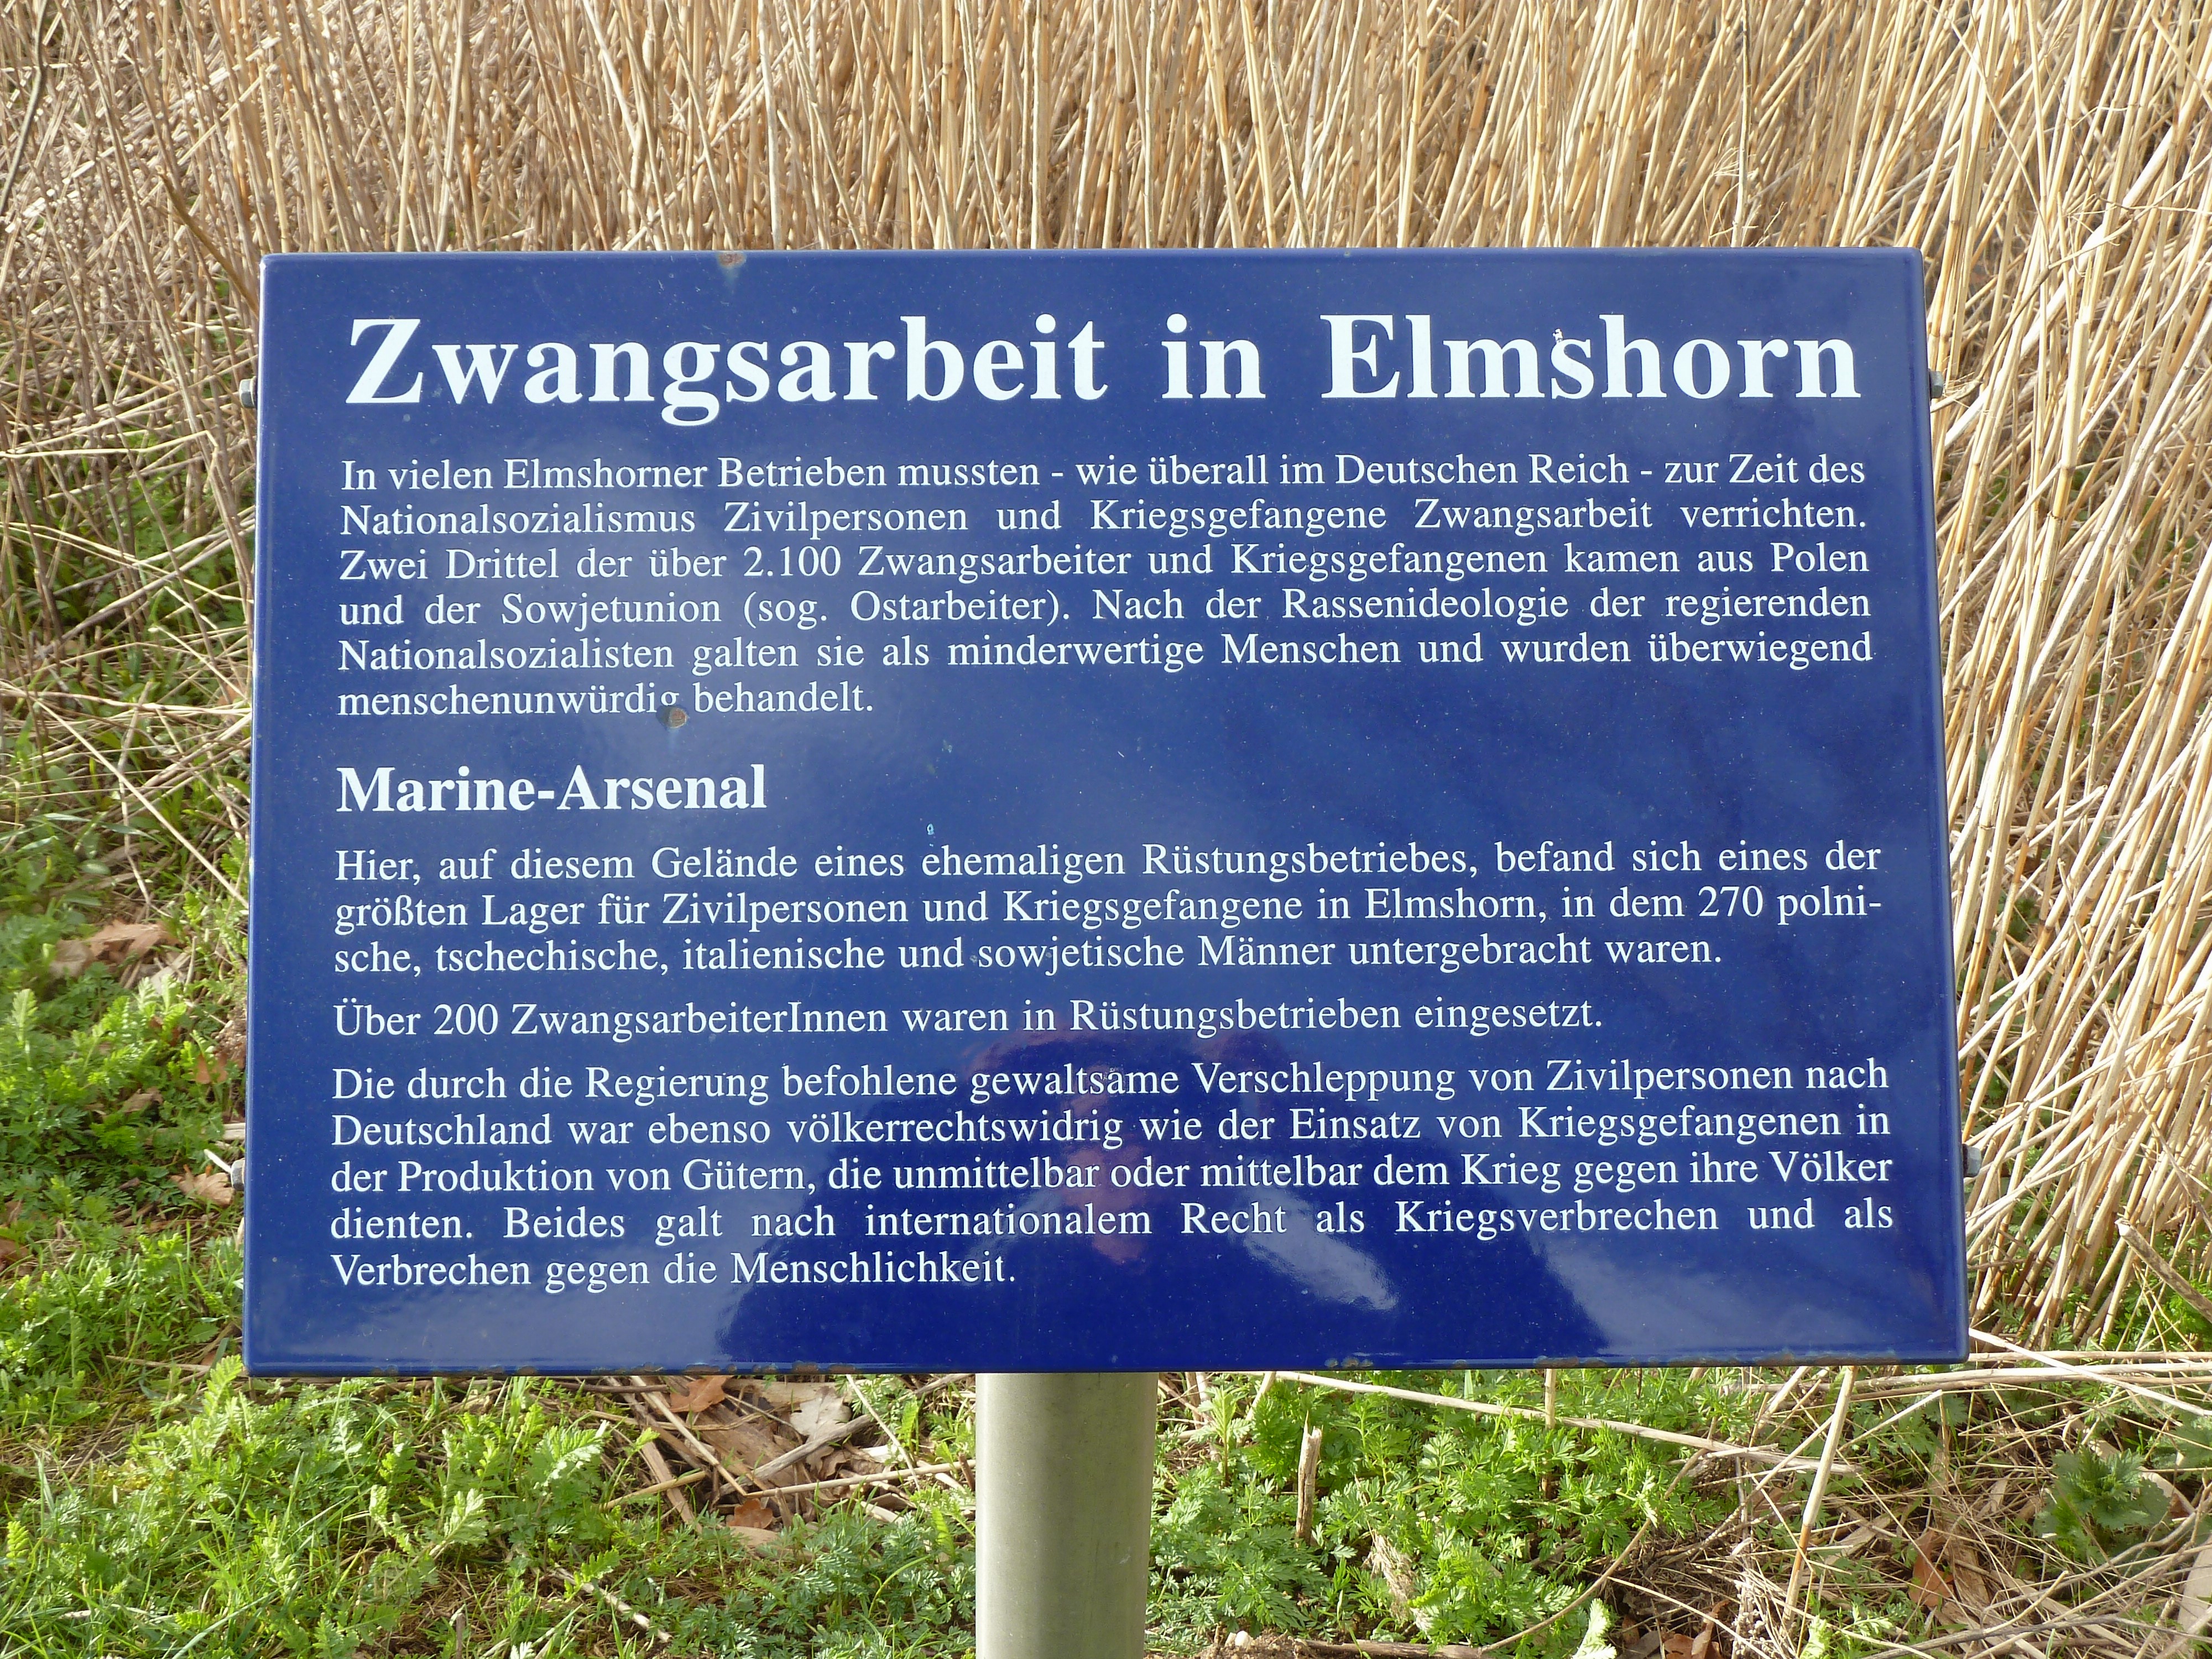 Zwangsarbeit in Elmshorn
In vielen Elmshorner Betrieben mussten - wie überall im Deutschen Reich - zur Zeit des
Nationalsozialismus Zivilpersonen und Kriegsgefangene Zwangsarbeit verrichten.
Zwei Drittel der über 2.100 Zwangsarbeiter und Kriegsgefangenen kamen aus Polen
und der Sowjetunion (sog. Ostarbeiter). Nach der Rassenideologie der regierenden
Nationalsozialisten galten sie als minderwertige Menschen und wurden überwiegend
menschenunwürdig behandelt.
Marine-Arsenal
Hier, auf diesem Gelände eines ehemaligen Rüstungsbetriebes, befand sich eines der
größten Lager für Zivilpersonen und Kriegsgefangene in Elmshorn, in dem 270 polni-
sche, tschechische, italienische und sowjetische Männer untergebracht waren.
Über 200 ZwangsarbeiterInnen waren in Rüstungsbetrieben eingesetzt.
Die durch die Regierung befohlene gewaltsame Verschleppung von Zivilpersonen nach
Deutschland war ebenso völkerrechtswidrig wie der Einsatz von Kriegsgefangenen in
der Produktion von Gütern, die unmittelbar oder mittelbar dem Krieg gegen ihre Völker
dienten. Beides galt nach internationalem Recht als Kriegsverbrechen und als
Verbrechen gegen die Menschlichkeit.